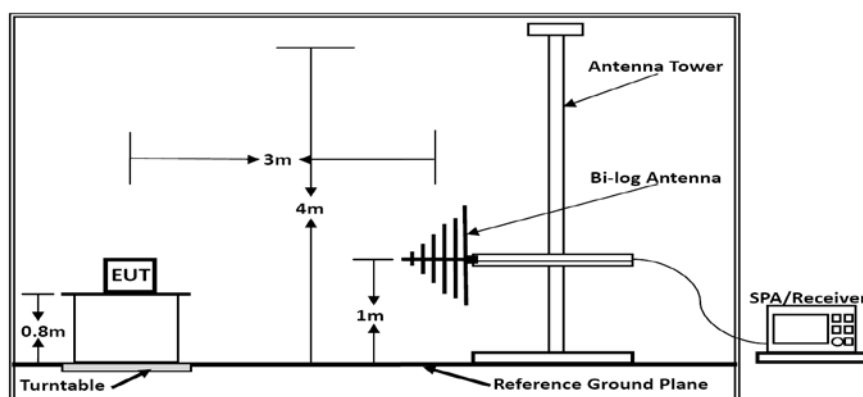 Antenna Tower
3m
Bi-log Antenna
4m
EUT
SPA/Receiver
0.8m
1m
Turntable
Reference Ground Plane